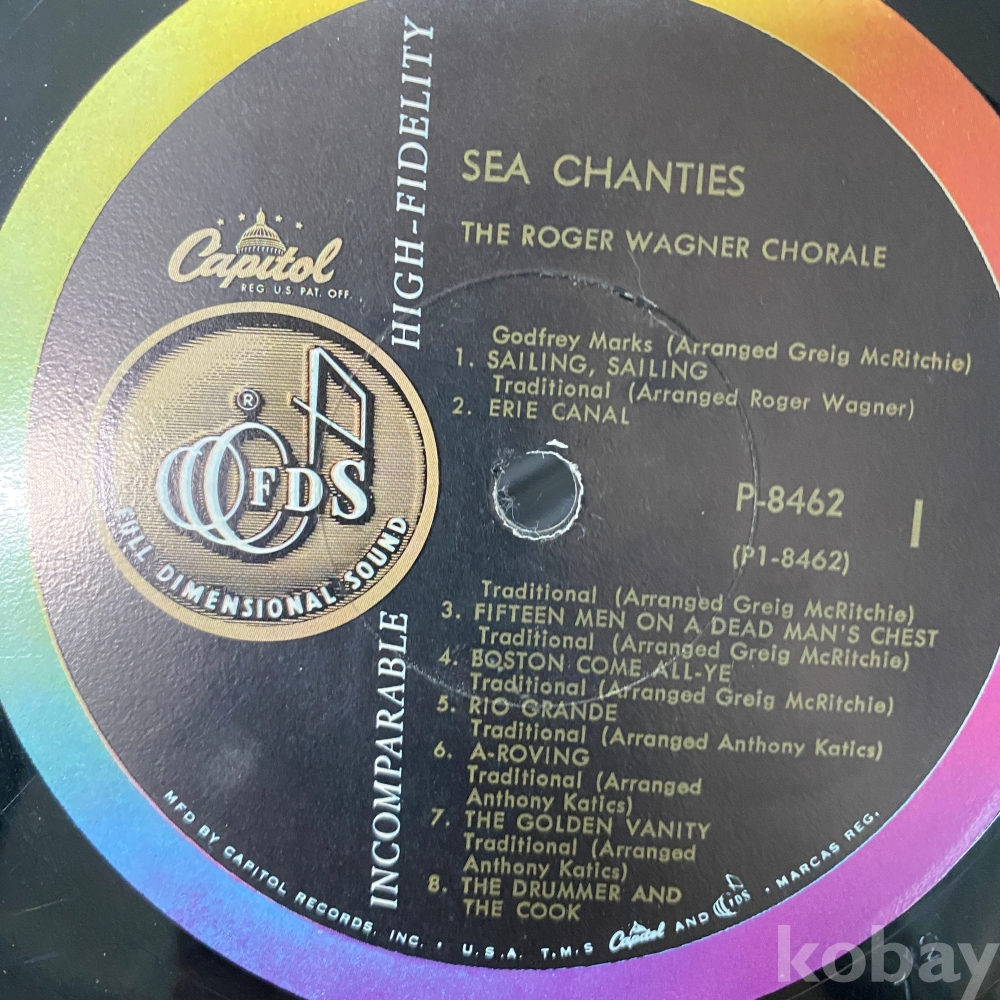 SEA CHANTIES
THE ROGER WAGNER CHORALE
Capitol
REG. U.S. PAT. OFF.
INCOMPARABLE HIGH-FIDELITY
®
FDS
FULL DIMENSIONAL SOUND
Godfrey Marks (Arranged Greig McRitchie)
1. SAILING, SAILING
Traditional (Arranged Roger Wagner)
2. ERIE CANAL
P-8462
1
(P1-8462)
Traditional (Arranged Greig McRitchie)
3. FIFTEEN MEN ON A DEAD MAN'S CHEST
Traditional (Arranged Greig McRitchie)
4. BOSTON COME ALL-YE
Traditional (Arranged Greig McRitchie)
5. RIO GRANDE
Traditional (Arranged Anthony Katics)
6. A-ROVING
Traditional (Arranged
Anthony Katics)
7. THE GOLDEN VANITY
Traditional (Arranged
Anthony Katics)
8. THE DRUMMER AND
THE COOK
MFD BY CAPITOL RECORDS, INC. • U.S.A. T.M.S Capitol AND FDS • MARCAS REG.
kobay